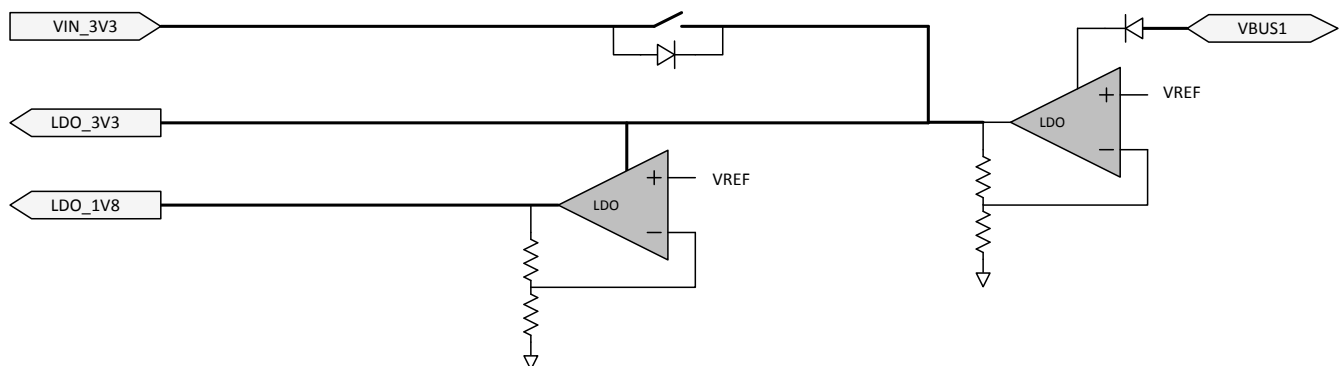 VIN_3V3
VBUS1
+
VREF
LDO_3V3
LDO
−
+
VREF
LDO_1V8
LDO
−